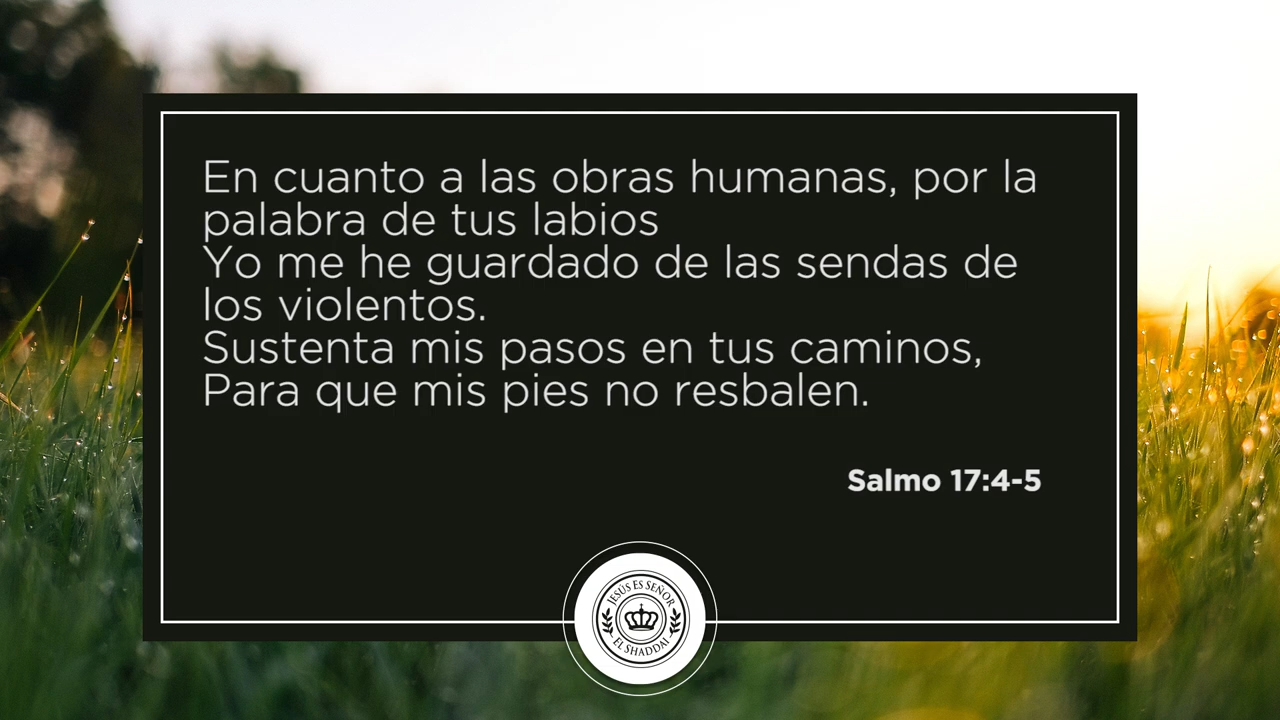 En cuanto a las obras humanas, por la
palabra de tus labios
Yo me he guardado de las sendas de
los violentos.
Sustenta mis pasos en tus caminos,
Para que mis pies no resbalen.
Salmo 17:4-5
JESÚS ES SEÑOR
EL SHADDAI